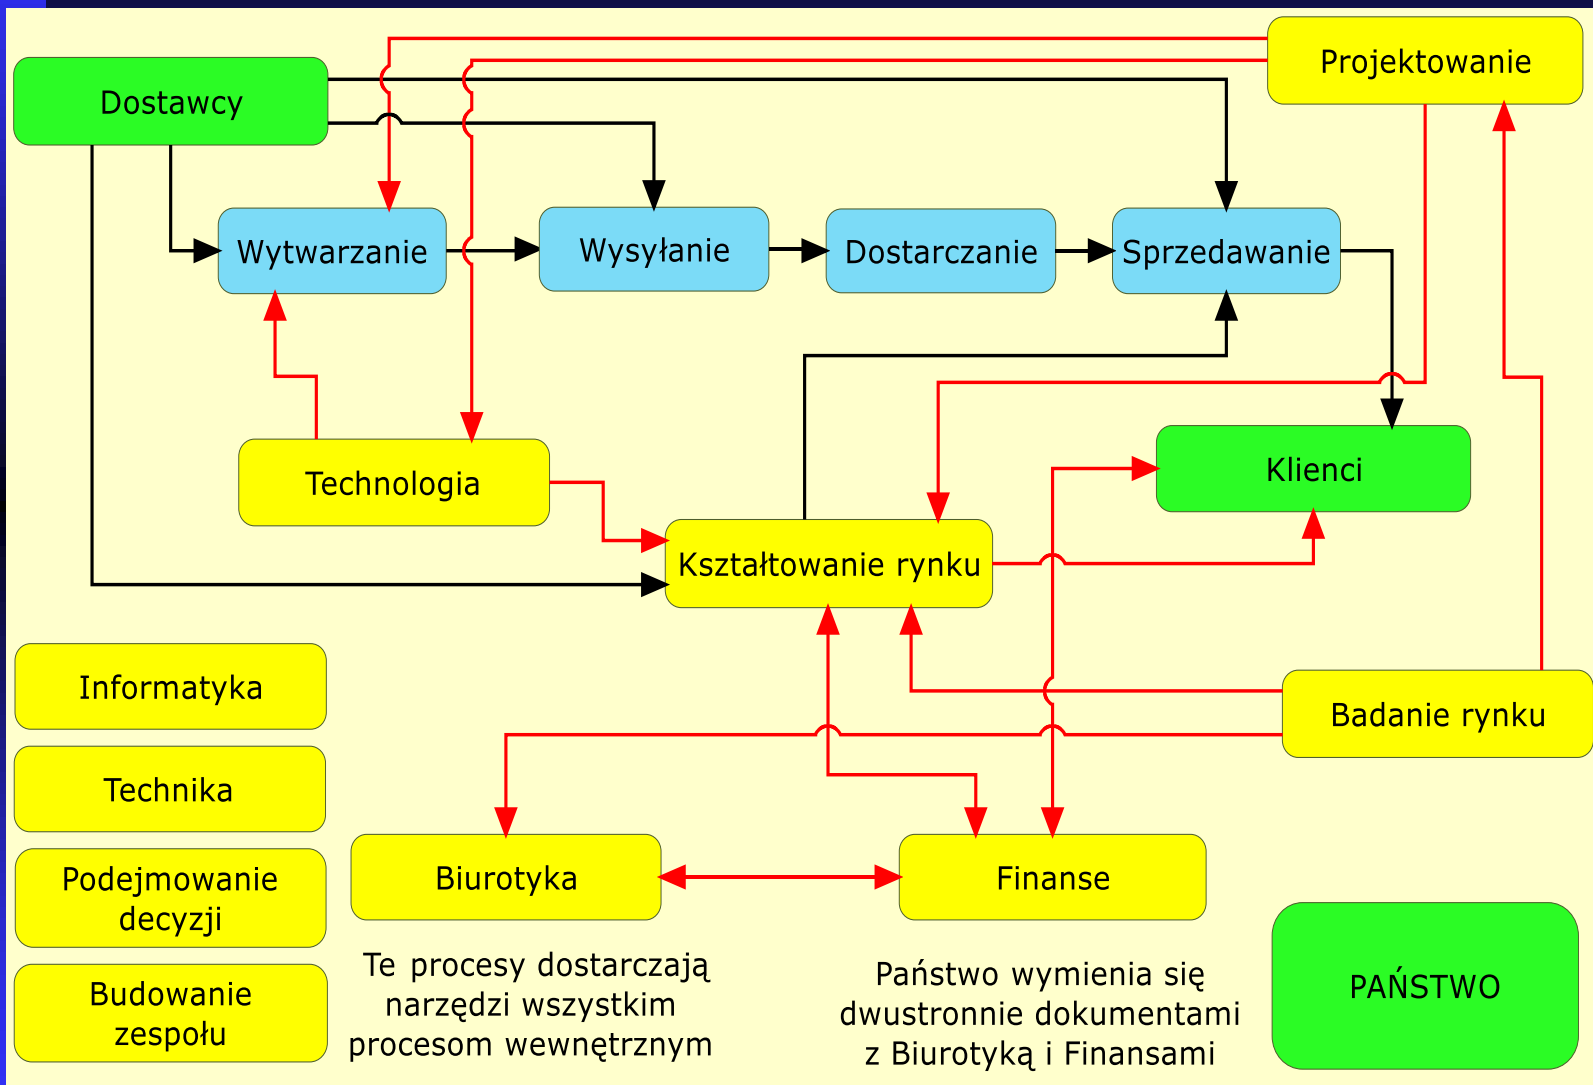 Projektowanie
Dostawcy
Wytwarzanie
Wysyłanie
Dostarczanie
Sprzedawanie
Technologia
Klienci
Kształtowanie rynku
Informatyka
Badanie rynku
Technika
Podejmowanie
decyzji
Biurotyka
Finanse
Budowanie
zespołu
Te procesy dostarczają
narzędzi wszystkim
procesom wewnętrznym
Państwo wymienia się
dwustronnie dokumentami
z Biurotyką i Finansami
PAŃSTWO